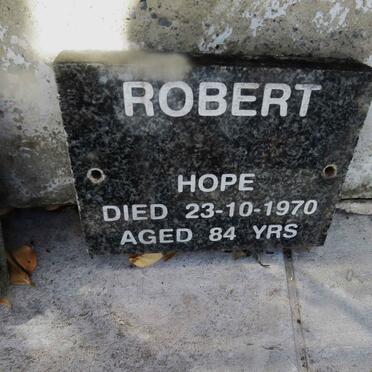 ROBERT
HOPE
DIED 23-10-1970
AGED 84 YRS